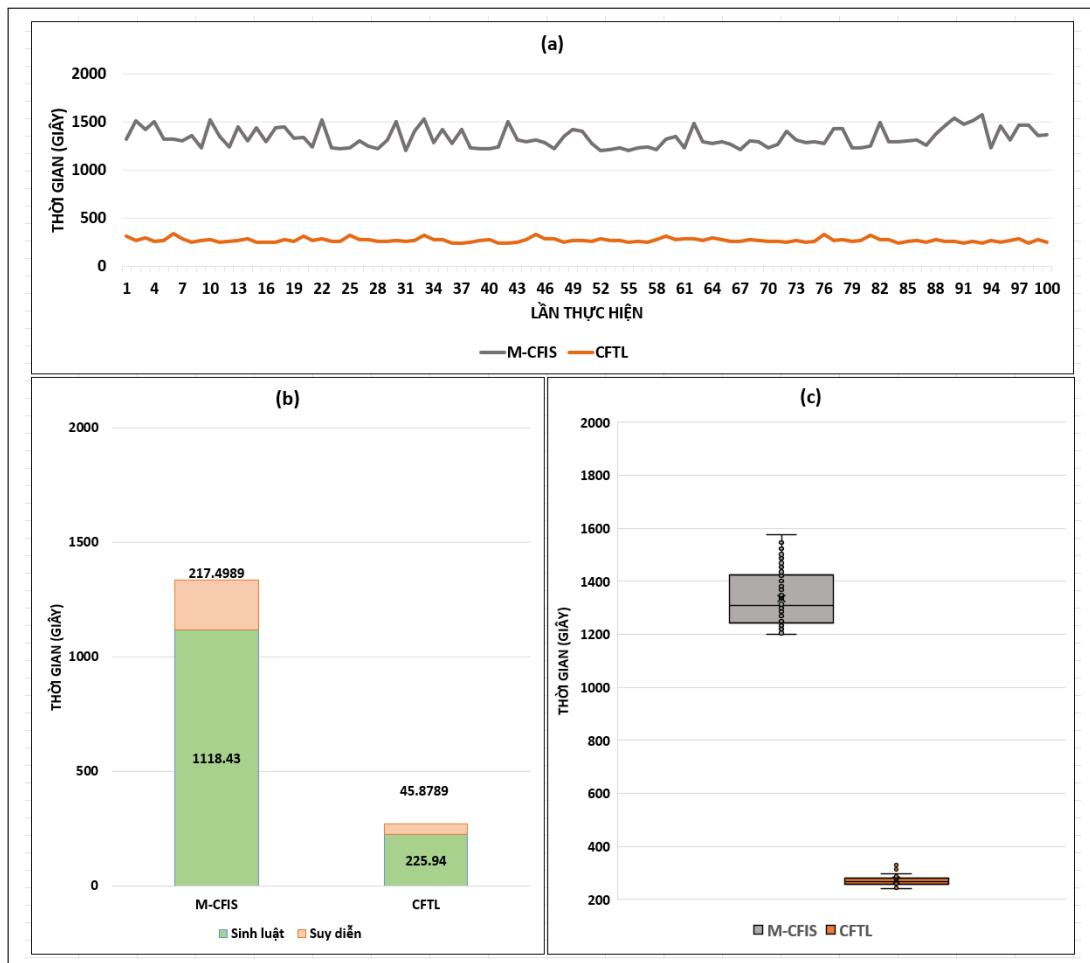 (a)
THỜI GIAN (GIÂY)
2000
1500
1000
500
0
1 4 7 10 13 16 19 22 25 28 31 34 37 40 43 46 49 52 55 58 61 64 67 70 73 76 79 82 85 88 91 94 97 100
LẦN THỰC HIỆN
M-CFIS CFTL
(b)
THỜI GIAN (GIÂY)
2000
1500
1000
500
0
217.4989
1118.43
45.8789
225.94
M-CFIS CFTL
Sinh luật Suy diễn
(c)
THỜI GIAN (GIÂY)
2000
1800
1600
1400
1200
1000
800
600
400
200
M-CFIS CFTL